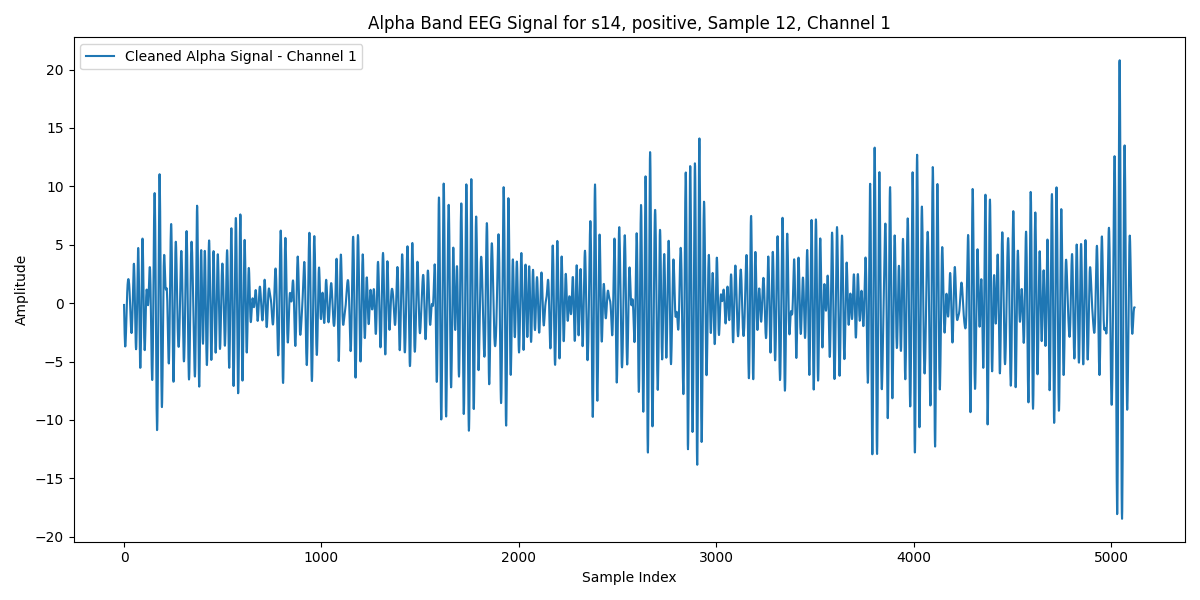 Alpha Band EEG Signal for s14, positive, Sample 12, Channel 1
Cleaned Alpha Signal - Channel 1
Amplitude
20
15
10
5
0
−5
−10
−15
−20
0 1000 2000 3000 4000 5000
Sample Index